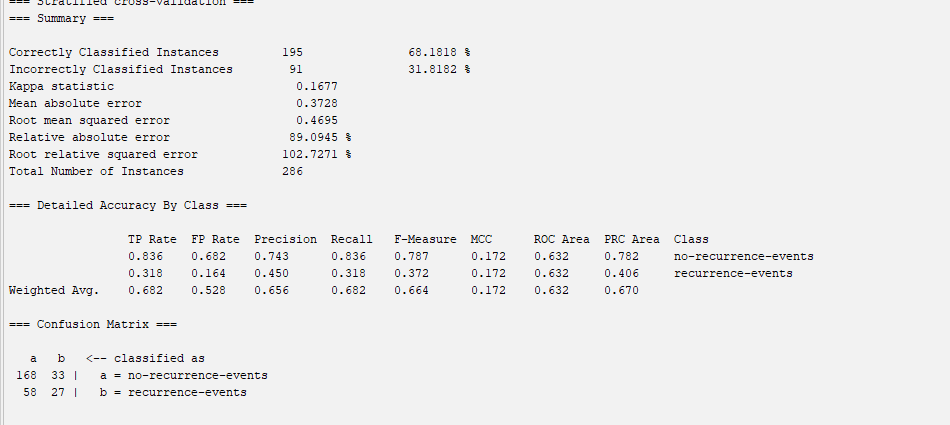 === Stratified cross-validation ===
=== Summary ===
Correctly Classified Instances 195 68.1818 %
Incorrectly Classified Instances 91 31.8182 %
Kappa statistic 0.1677
Mean absolute error 0.3728
Root mean squared error 0.4695
Relative absolute error 89.0945 %
Root relative squared error 102.7271 %
Total Number of Instances 286
=== Detailed Accuracy By Class ===
TP Rate FP Rate Precision Recall F-Measure MCC ROC Area PRC Area Class
0.836 0.682 0.743 0.836 0.787 0.172 0.632 0.782 no-recurrence-events
0.318 0.164 0.450 0.318 0.372 0.172 0.632 0.406 recurrence-events
Weighted Avg. 0.682 0.528 0.656 0.682 0.664 0.172 0.632 0.670
=== Confusion Matrix ===
a b <-- classified as
168 33 | a = no-recurrence-events
58 27 | b = recurrence-events